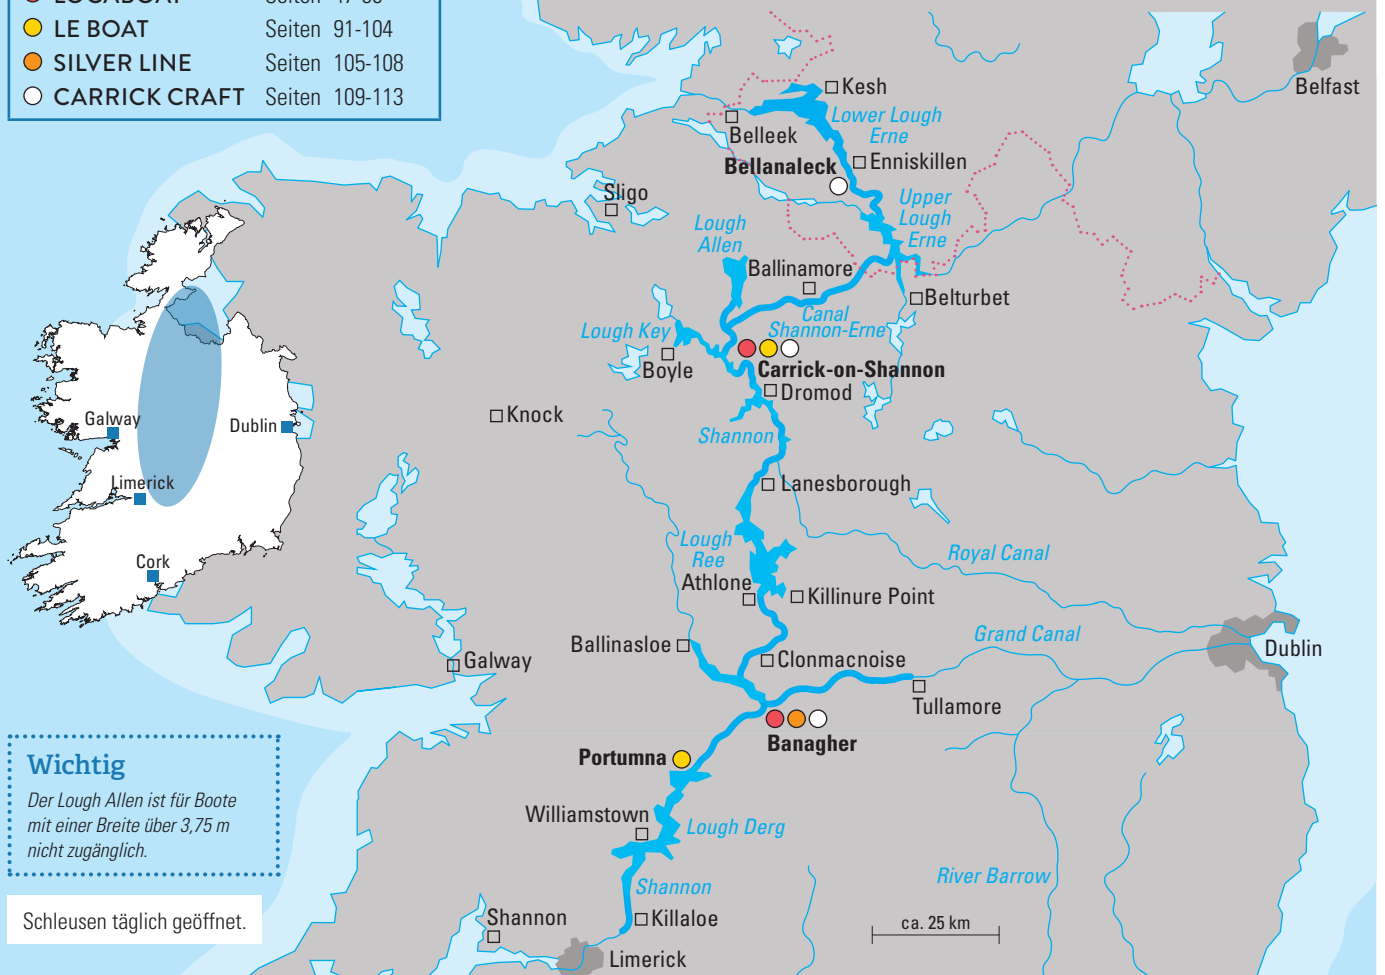 LE BOAT Seiten 91-104
SILVER LINE Seiten 105-108
CARRICK CRAFT Seiten 109-113
Belfast
Kesh
Lower Lough
Erne
Belleek
Enniskillen
Bellanaleck
Sligo
Upper
Lough
Erne
Lough
Allen
Ballinamore
Belturbet
Canal
Shannon-Erne
Lough Key
Boyle
Carrick-on-Shannon
Dromod
Knock
Shannon
Galway
Dublin
Limerick
Cork
Lanesborough
Lough
Ree
Royal Canal
Athlone
Killinure Point
Grand Canal
Ballinasloe
Clonmacnoise
Dublin
Galway
Tullamore
Banagher
Portumna
Wichtig
Der Lough Allen ist für Boote
mit einer Breite über 3,75 m
nicht zugänglich.
Williamstown
Lough Derg
River Barrow
Shannon
Schleusen täglich geöffnet.
Shannon
Killaloe
ca. 25 km
Limerick